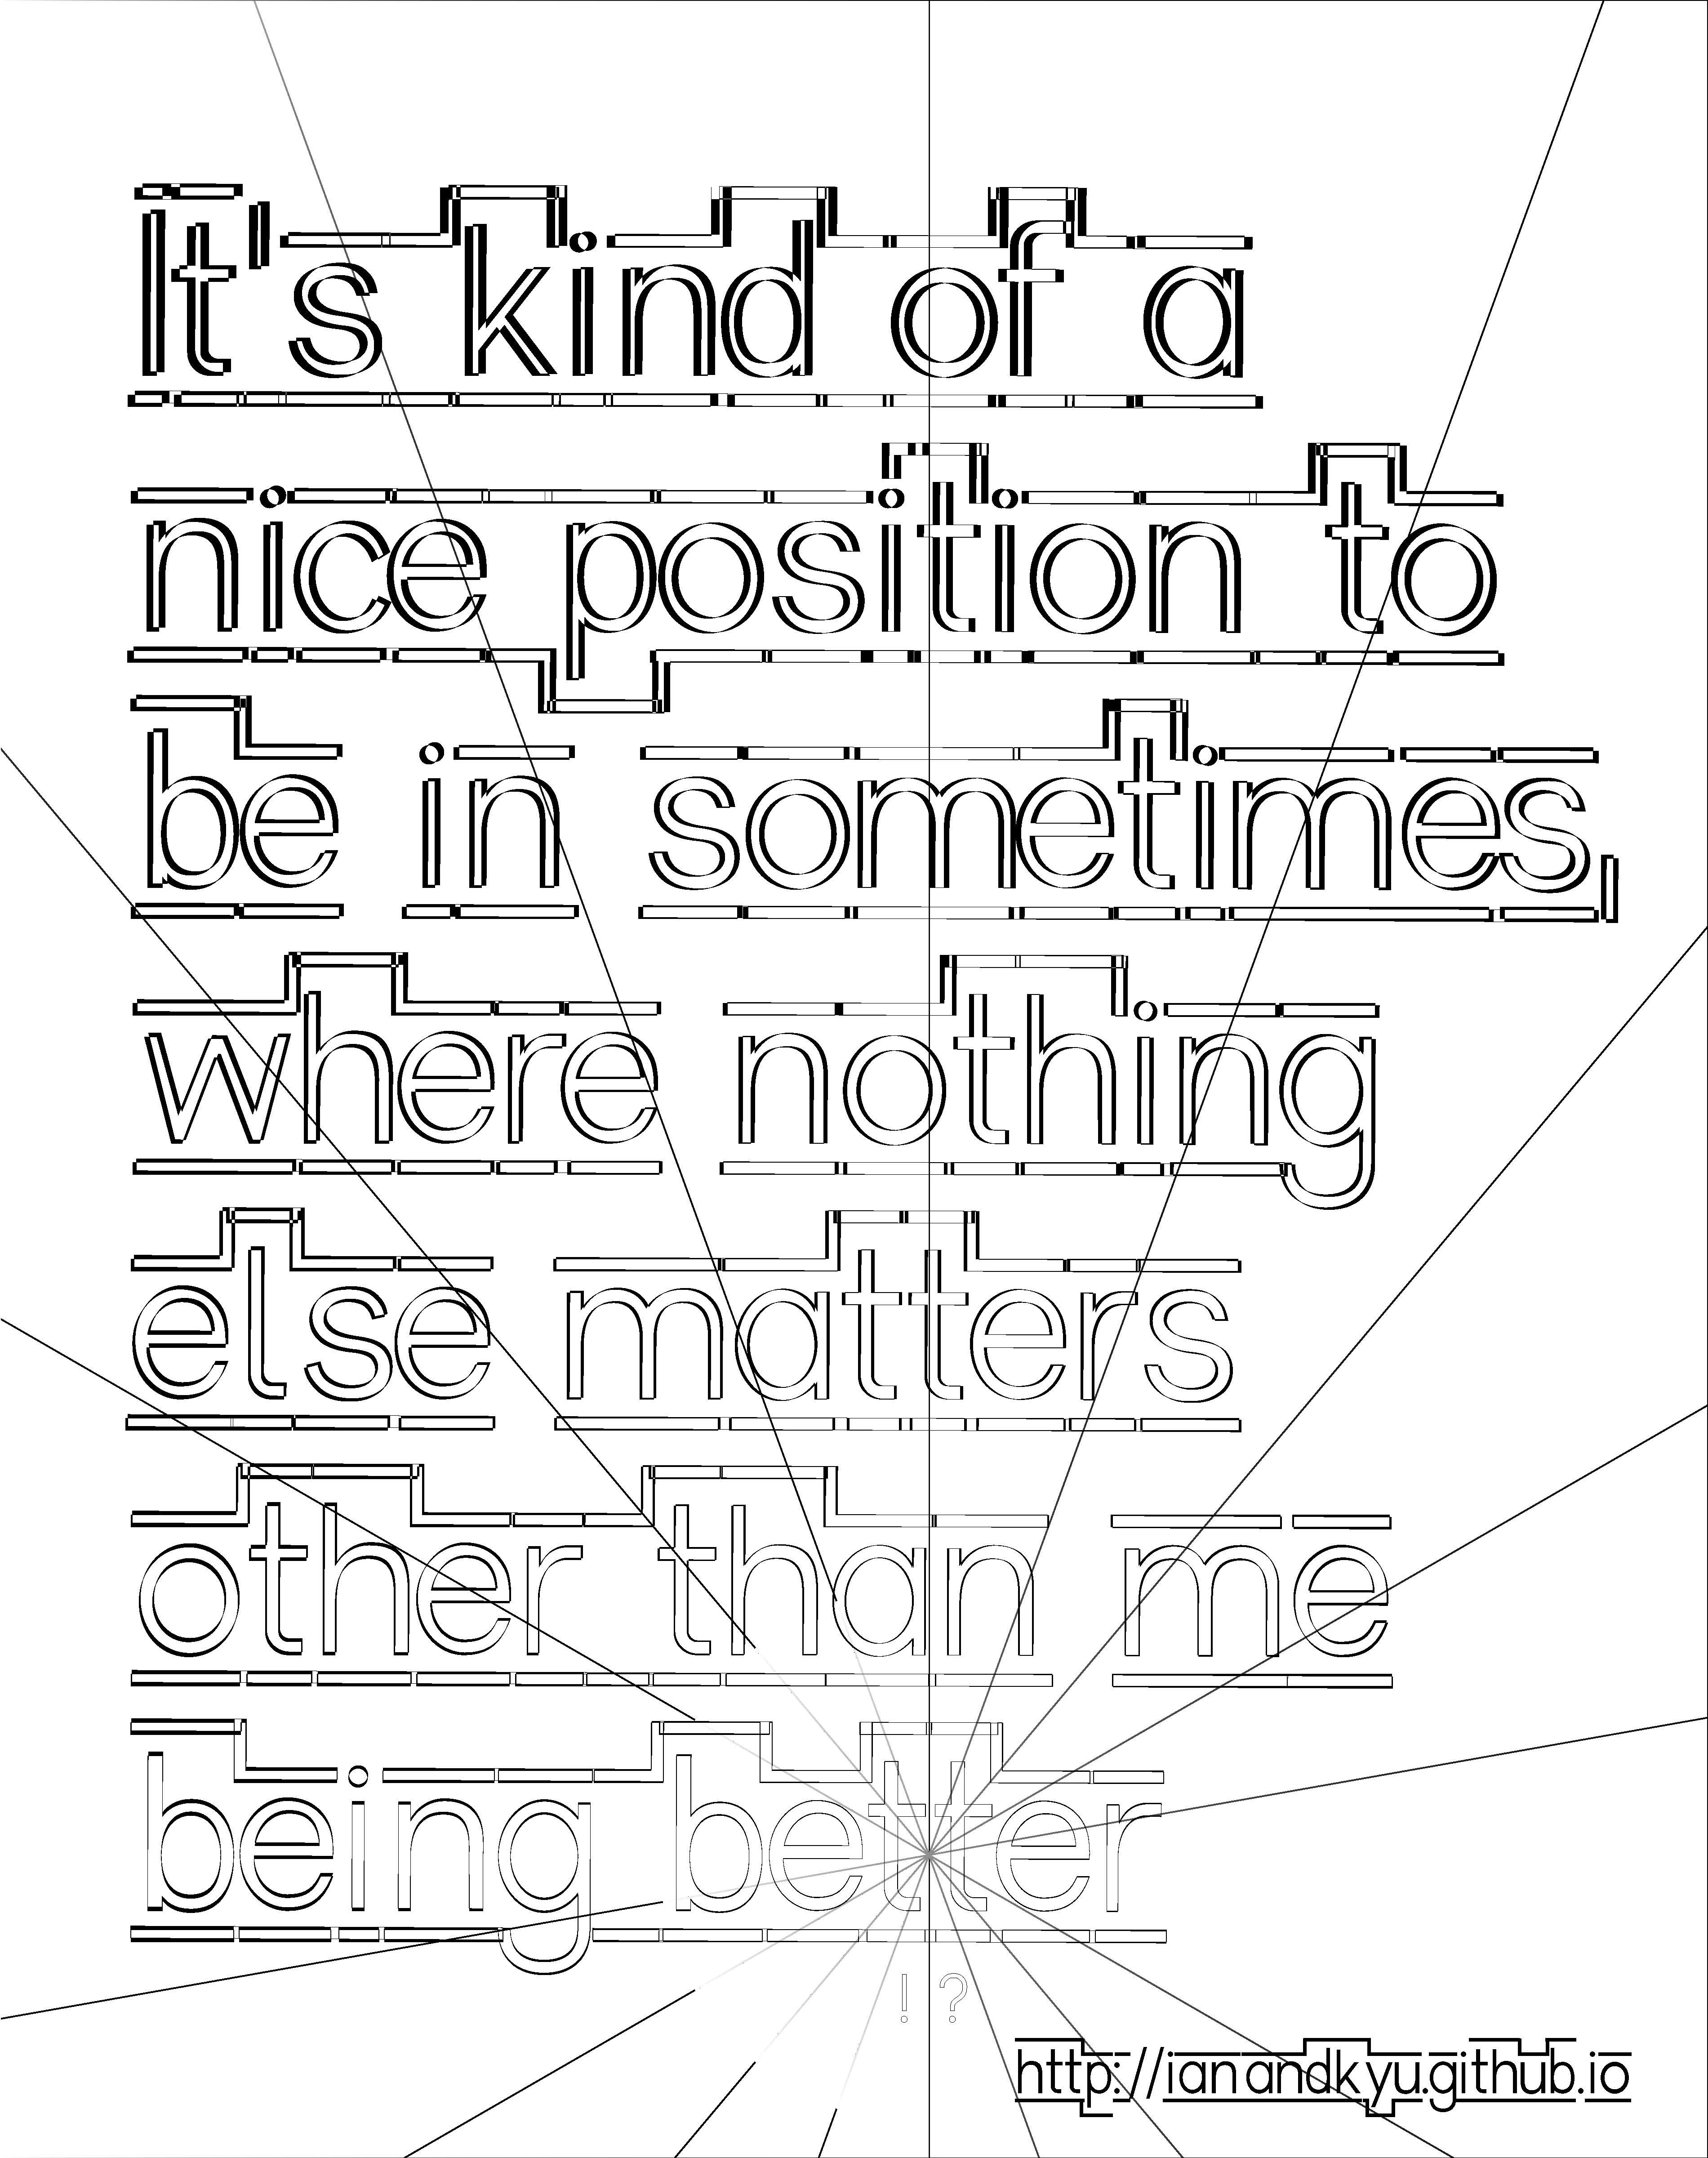 It's kind of a
nice position to
be in sometimes,
where nothing
else matters
other than me
being better
!?
http://ianandkyu.github.io